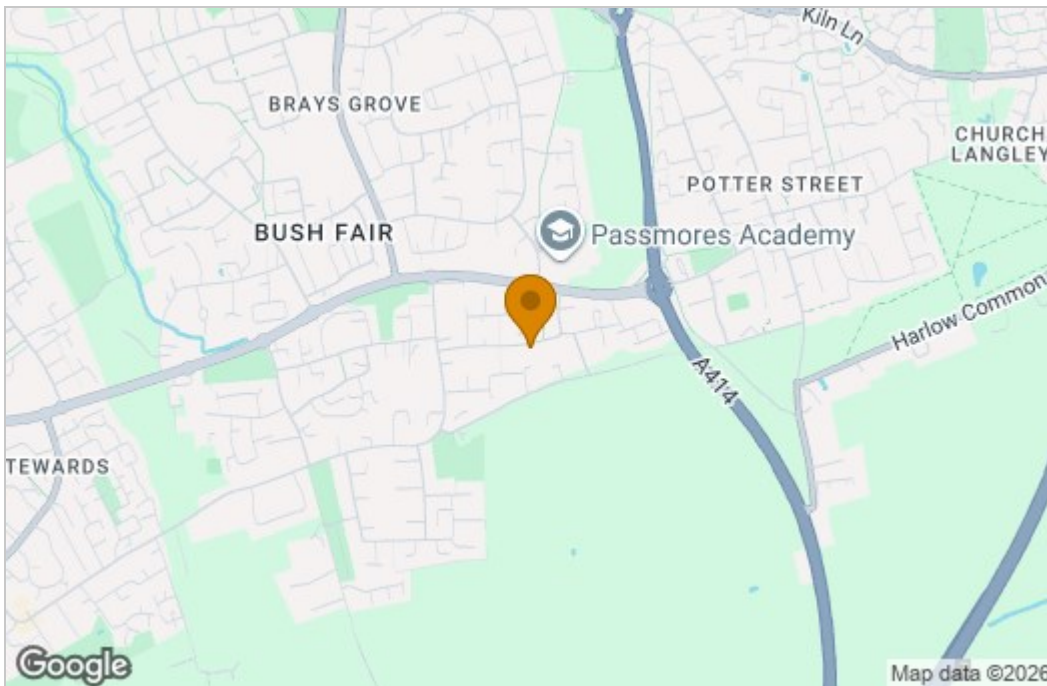 Kiln Ln
BRAYS GROVE
CHURCH
LANGLEY
POTTER STREET
BUSH FAIR
Passmores Academy
Harlow Common
A414
TEWARDS
Google
Map data ©2026